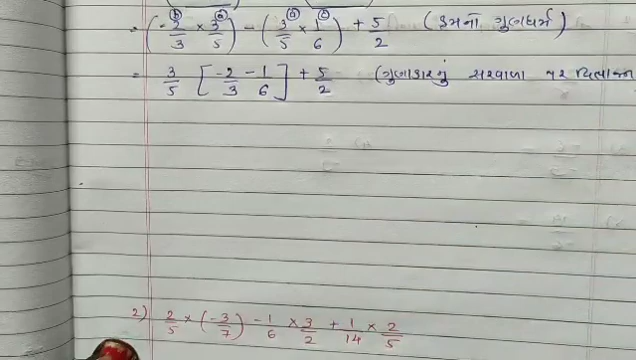 = (-2/3 × 3/5) - (3/5 × 1/6) + 5/2 (ક્રમનો ગુણધર્મ)
= 3/5 [-2/3 - 1/6] + 5/2 (ગુણાકારનું સરવાળા પર વિભાજન
2) 2/5 × (-3/7) - 1/6 × 3/2 + 1/14 × 2/5